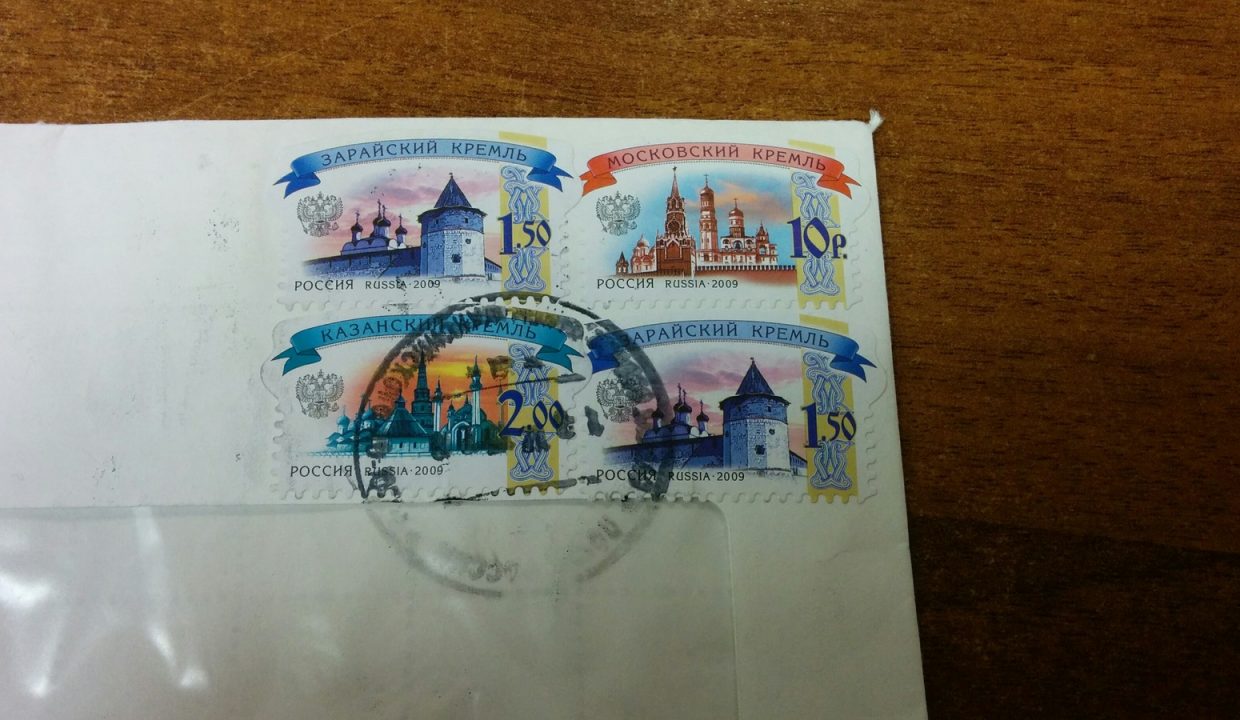 ЗАРАЙСКИЙ КРЕМЛЬ
1.50
РОССИЯ RUSSIA·2009
МОСКОВСКИЙ КРЕМЛЬ
10р.
РОССИЯ RUSSIA·2009
КАЗАНСКИЙ КРЕМЛЬ
2.00
РОССИЯ RUSSIA·2009
ЗАРАЙСКИЙ КРЕМЛЬ
1.50
РОССИЯ RUSSIA·2009